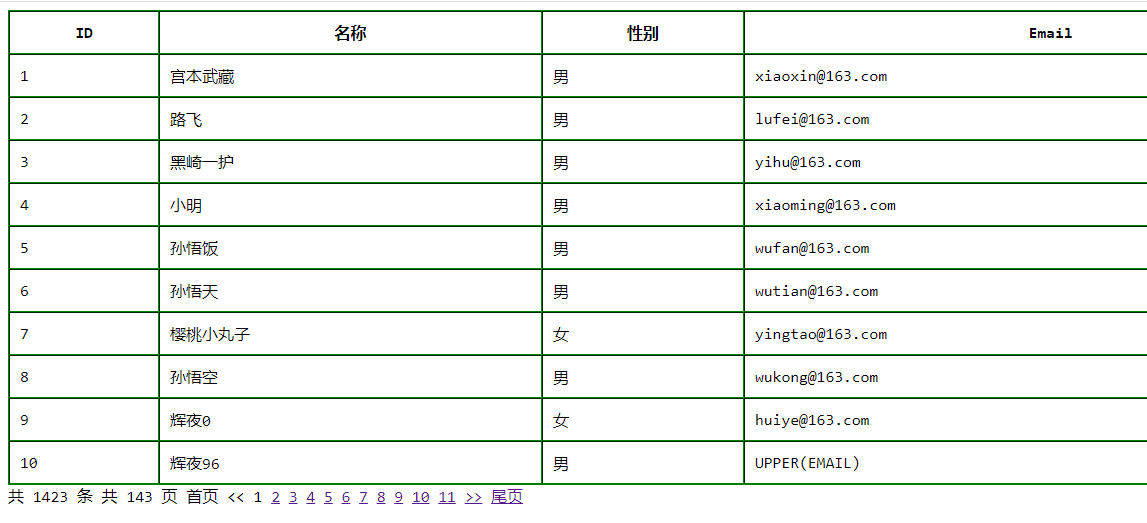 ID 名称 性别 Email
1 宫本武藏 男 xiaoxin@163.com
2 路飞 男 lufei@163.com
3 黑崎一护 男 yihu@163.com
4 小明 男 xiaoming@163.com
5 孙悟饭 男 wufan@163.com
6 孙悟天 男 wutian@163.com
7 樱桃小丸子 女 yingtao@163.com
8 孙悟空 男 wukong@163.com
9 辉夜0 女 huiye@163.com
10 辉夜96 男 UPPER(EMAIL)
共 1423 条 共 143 页 首页 << 1 2 3 4 5 6 7 8 9 10 11 >> 尾页